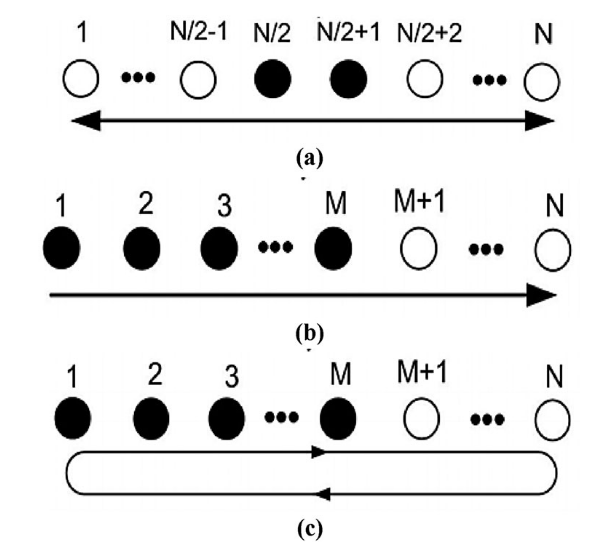 1 N/2-1 N/2 N/2+1 N/2+2 N
(a)
1 2 3 M M+1 N
(b)
1 2 3 M M+1 N
(c)